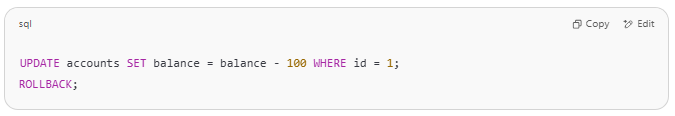 sql
Copy
Edit
UPDATE accounts SET balance = balance - 100 WHERE id = 1;
ROLLBACK;